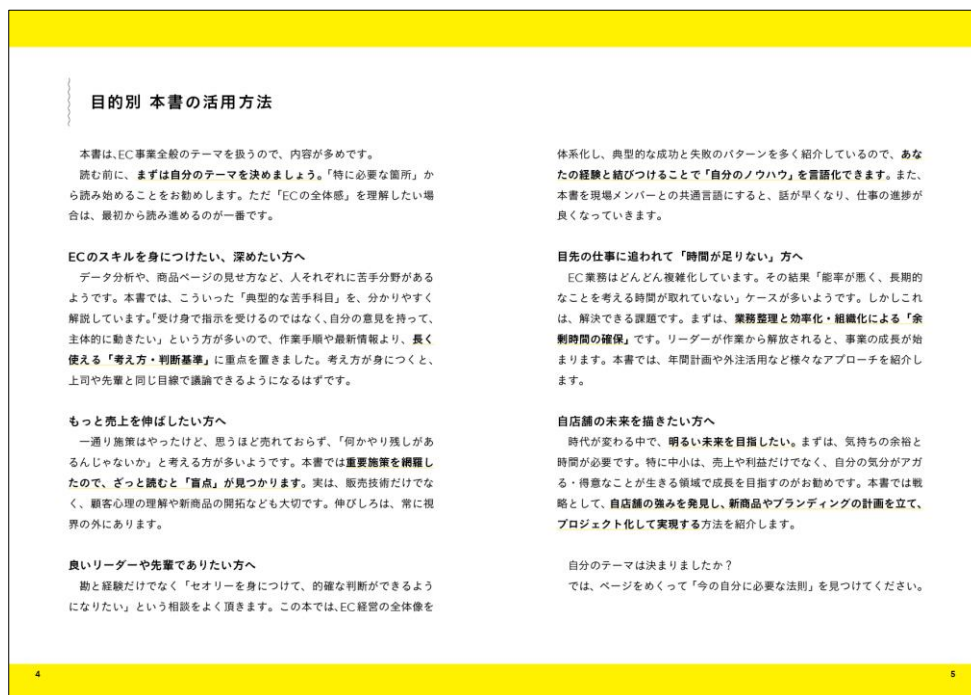 目的別 本書の活用方法
本書は、EC事業全般のテーマを扱うので、内容が多めです。
読む前に、まずは自分のテーマを決めましょう。「特に必要な箇所」か
ら読み始めることをお勧めします。ただ「ECの全体感」を理解したい場
合は、最初から読み進めるのが一番です。
ECのスキルを身につけたい、深めたい方へ
データ分析や、商品ページの見せ方など、人それぞれに苦手分野がある
ようです。本書では、こういった「典型的な苦手科目」を、分かりやすく
解説しています。「受け身で指示を受けるのではなく、自分の意見を持って、
主体的に動きたい」という方が多いので、作業手順や最新情報より、長く
使える「考え方・判断基準」に重点を置きました。考え方が身につくと、
上司や先輩と同じ目線で議論できるようになるはずです。
もっと売上を伸ばしたい方へ
一通り施策はやったけど、思うほど売れておらず、「何かやり残しがあ
るんじゃないか」と考える方が多いようです。本書では重要施策を網羅し
たので、ざっと読むと「盲点」が見つかります。実は、販売技術だけでな
く、顧客心理の理解や新商品の開拓なども大切です。伸びしろは、常に視
界の外にあります。
良いリーダーや先輩でありたい方へ
勘と経験だけでなく「セオリーを身につけて、的確な判断ができるよう
になりたい」という相談をよく頂きます。この本では、EC経営の全体像を
体系化し、典型的な成功と失敗のパターンを多く紹介しているので、あな
たの経験と結びつけることで「自分のノウハウ」を言語化できます。また、
本書を現場メンバーとの共通言語にすると、話が早くなり、仕事の進捗が
良くなっていきます。
目先の仕事に追われて「時間が足りない」方へ
EC業務はどんどん複雑化しています。その結果「能率が悪く、長期的
なことを考える時間が取れていない」ケースが多いようです。しかしこれ
は、解決できる課題です。まずは、業務整理と効率化・組織化による「余
剰時間の確保」です。リーダーが作業から解放されると、事業の成長が始
まります。本書では、年間計画や外注活用など様々なアプローチを紹介し
ます。
自店舗の未来を描きたい方へ
時代が変わる中で、明るい未来を目指したい。まずは、気持ちの余裕と
時間が必要です。特に中小は、売上や利益だけでなく、自分の気分がアガ
る・得意なことが生きる領域で成長を目指すのがお勧めです。本書では戦
略として、自店舗の強みを発見し、新商品やブランディングの計画を立て、
プロジェクト化して実現する方法を紹介します。
自分のテーマは決まりましたか？
では、ページをめくって「今の自分に必要な法則」を見つけてください。
4
5